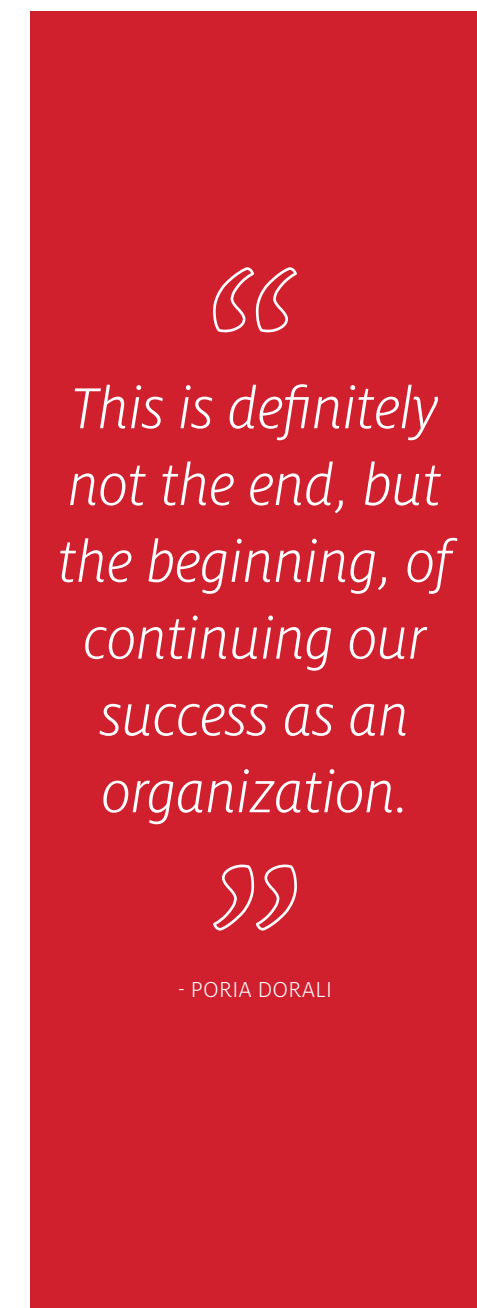 “
This is definitely
not the end, but
the beginning, of
continuing our
success as an
organization.
”
- PORIA DORALI